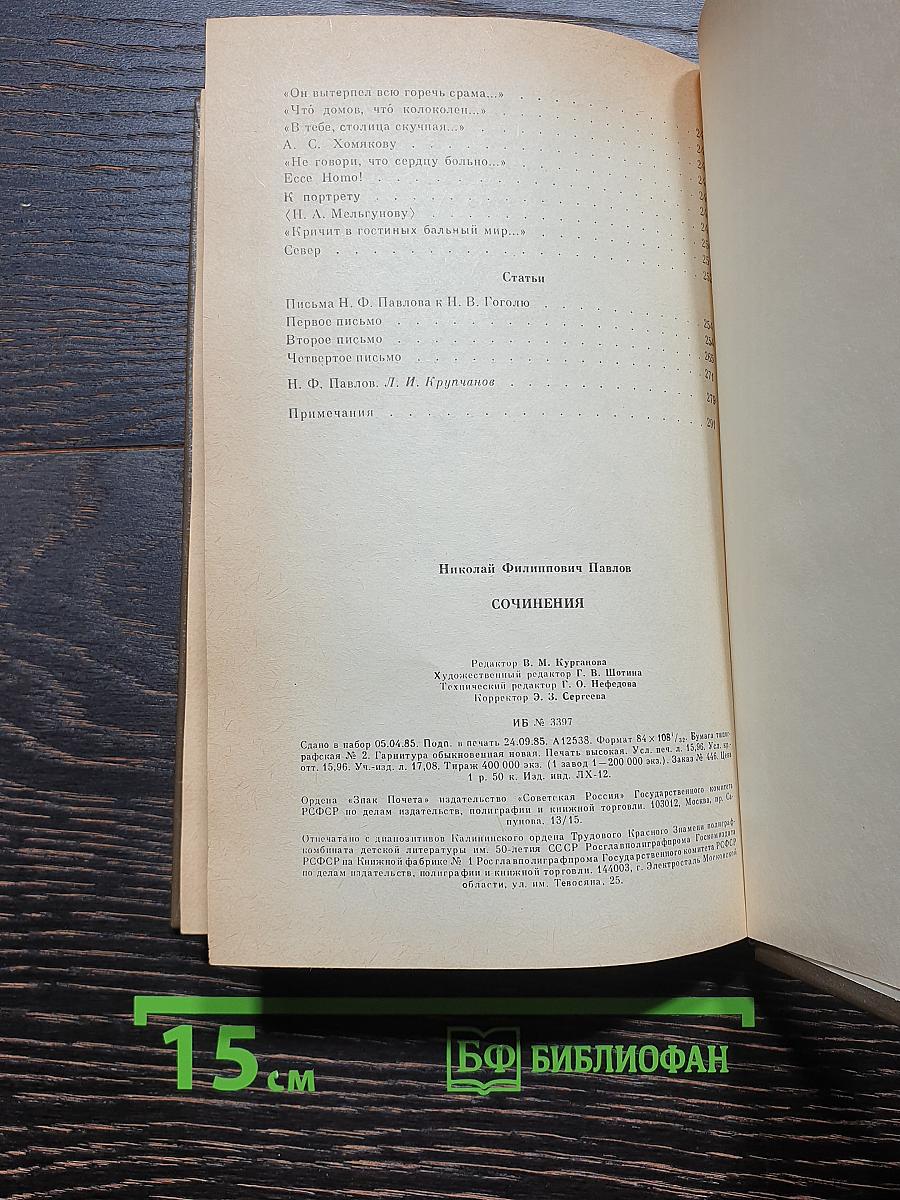 «Он вытерпел всю горечь срама...»
«Что́ домов, что́ колоколен...»
«В тебе, столица скучная...»
А. С. Хомякову
«Не говори, что сердцу больно...»
Ecce Homo!
К портрету
⟨Н. А. Мельгунову⟩
«Кричит в гостиных бальный мир...»
Север
Статьи
Письма Н. Ф. Павлова к Н. В. Гоголю
Первое письмо 254
Второе письмо 254
Четвертое письмо 265
271
Н. Ф. Павлов. Л. И. Крупчанов 279
Примечания 291
Николай Филиппович Павлов
СОЧИНЕНИЯ
Редактор В. М. Курганова
Художественный редактор Г. В. Шотина
Технический редактор Г. О. Нефедова
Корректор Э. З. Сергеева
ИБ № 3397
Сдано в набор 05.04.85. Подп. в печать 24.09.85. А12538. Формат 84×108¹/₃₂. Бумага типог-
рафская № 2. Гарнитура обыкновенная новая. Печать высокая. Усл. печ. л. 15,96. Усл. кр.-
отт. 15,96. Уч.-изд. л. 17,08. Тираж 400 000 экз. (1 завод 1—200 000 экз.). Заказ № 446. Цена
1 р. 50 к. Изд. инд. ЛХ-12.
Ордена «Знак Почета» издательство «Советская Россия» Государственного комитета
РСФСР по делам издательств, полиграфии и книжной торговли. 103012, Москва, пр. Са-
пунова, 13/15.
Отпечатано с диапозитивов Калининского ордена Трудового Красного Знамени полиграф-
комбината детской литературы им. 50-летия СССР Росглавполиграфпрома Госкомиздата
РСФСР на Книжной фабрике № 1 Росглавполиграфпрома Государственного комитета РСФСР
по делам издательств, полиграфии и книжной торговли. 144003, г. Электросталь Московской
области, ул. им. Тевосяна, 25.
15 см
БФ БИБЛИОФАН